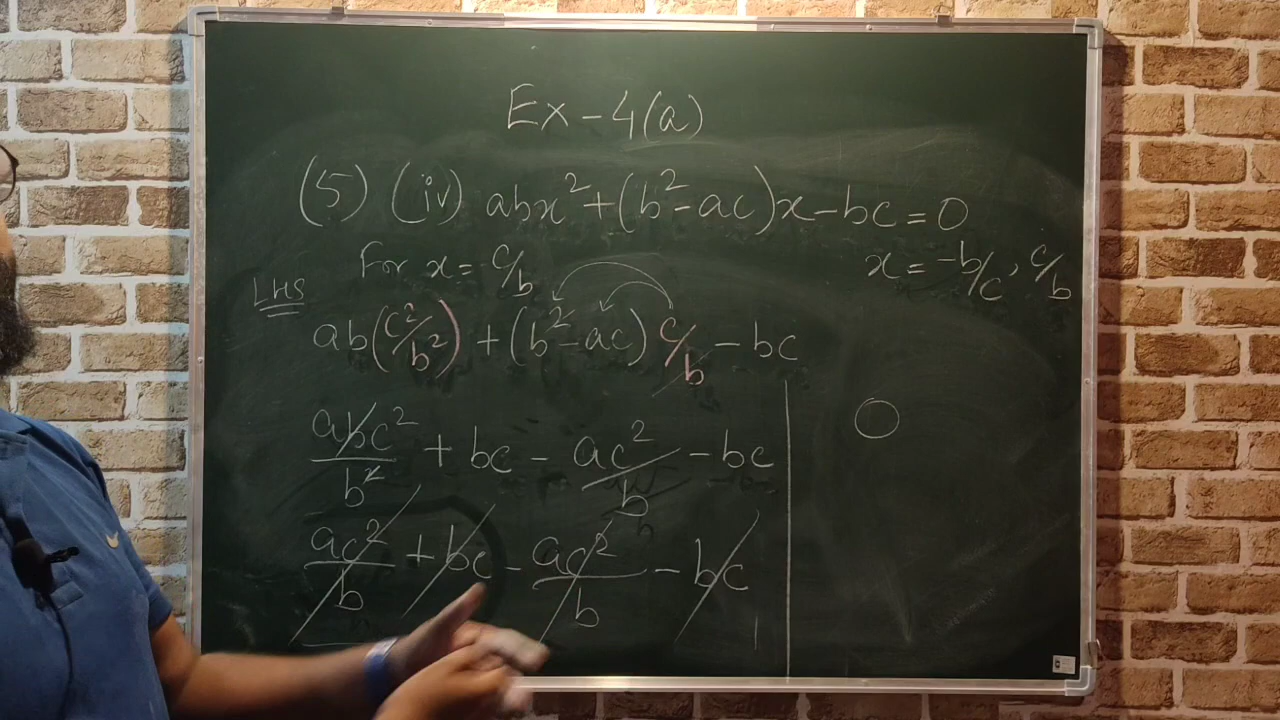 Ex - 4(a)
(5) (iv) abx² + (b² - ac)x - bc = 0
For x = c/b
x = -b/c, c/b
LHS
ab(c²/b²) + (b² - ac) c/b - bc
abc²/b² + bc - ac²/b - bc
0
ac²/b + bc - ac²/b - bc